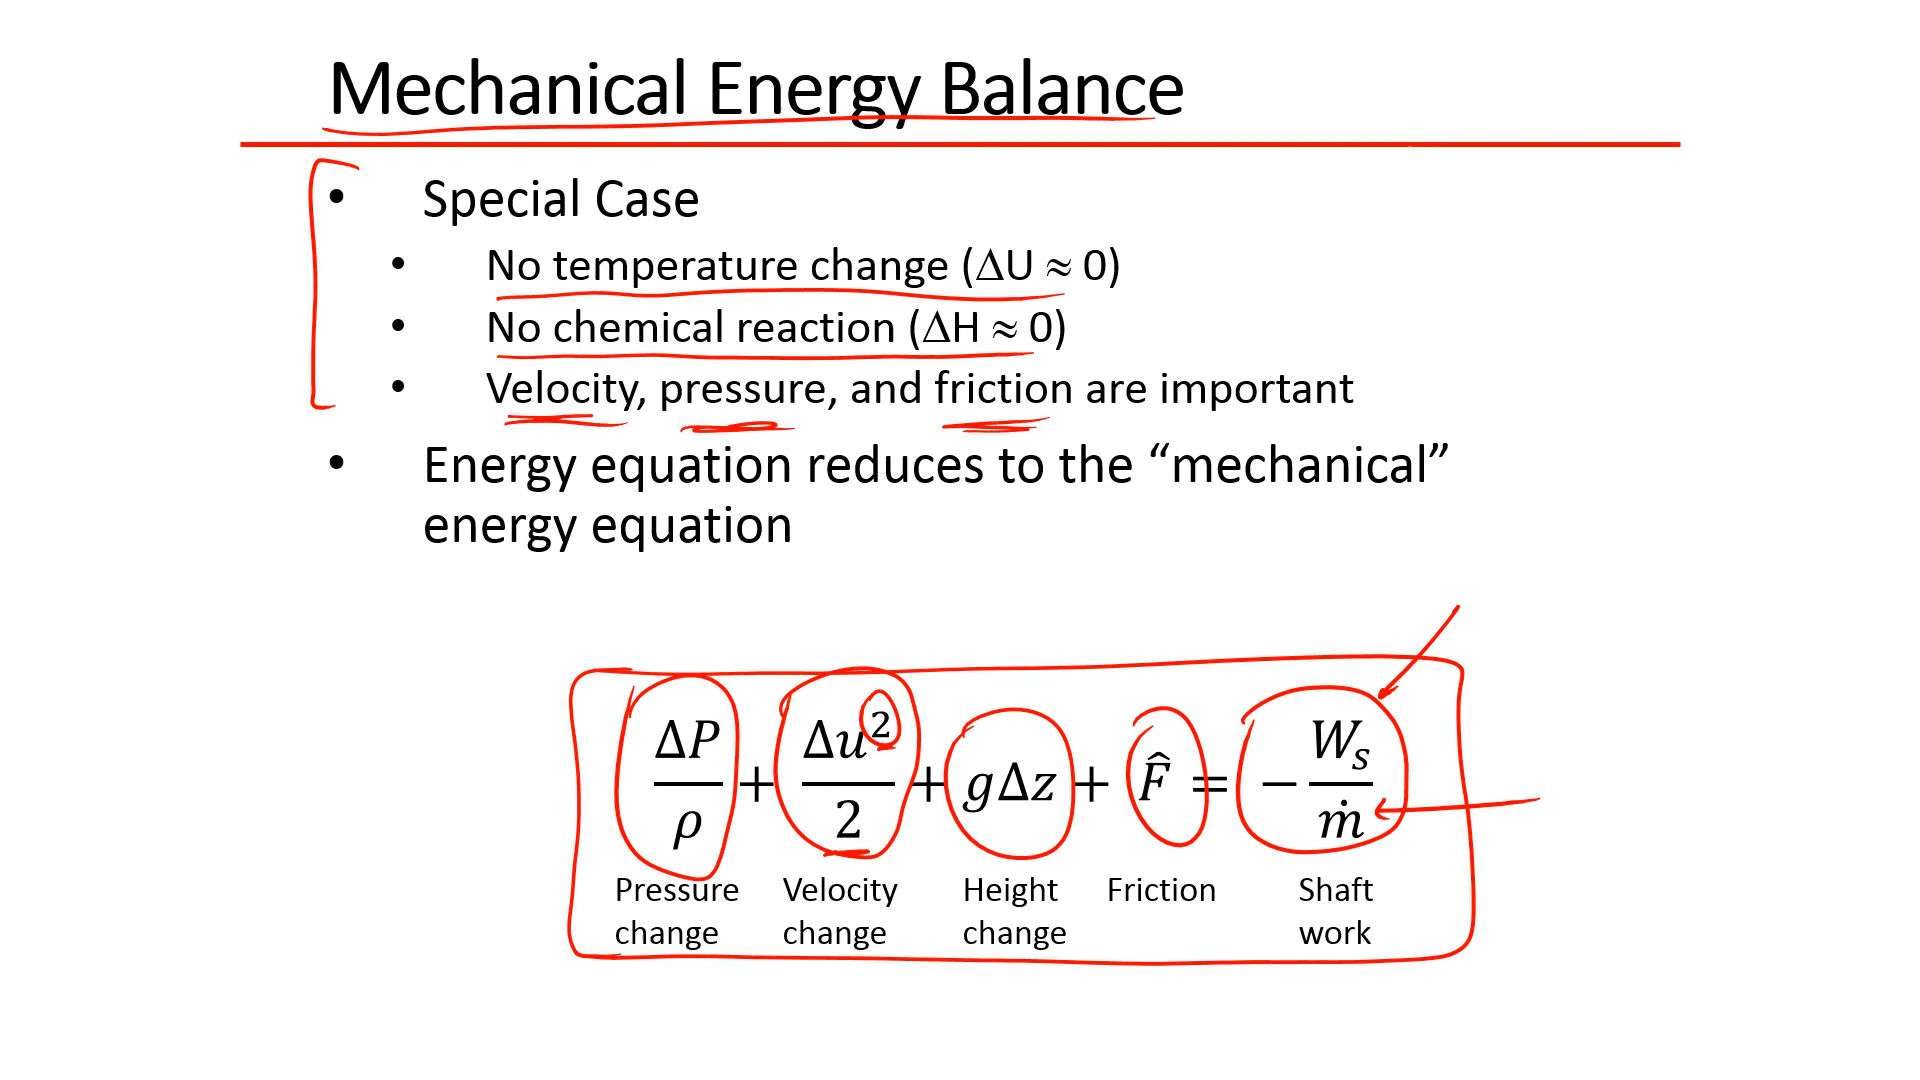 Mechanical Energy Balance
• Special Case
• No temperature change (ΔU ≈ 0)
• No chemical reaction (ΔH ≈ 0)
• Velocity, pressure, and friction are important
• Energy equation reduces to the “mechanical”
energy equation
ΔP/ρ + Δu²/2 + gΔz + F̂ = − Wₛ/ṁ
Pressure change Velocity change Height change Friction Shaft work